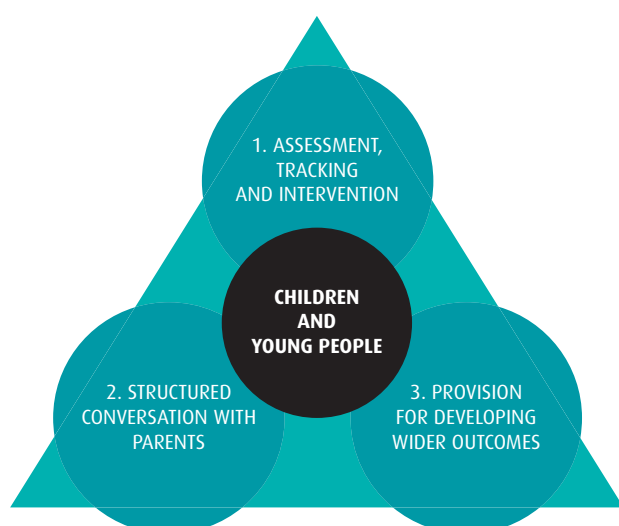 1. ASSESSMENT,
TRACKING
AND INTERVENTION
CHILDREN
AND
YOUNG PEOPLE
2. STRUCTURED
CONVERSATION WITH
PARENTS
3. PROVISION
FOR DEVELOPING
WIDER OUTCOMES